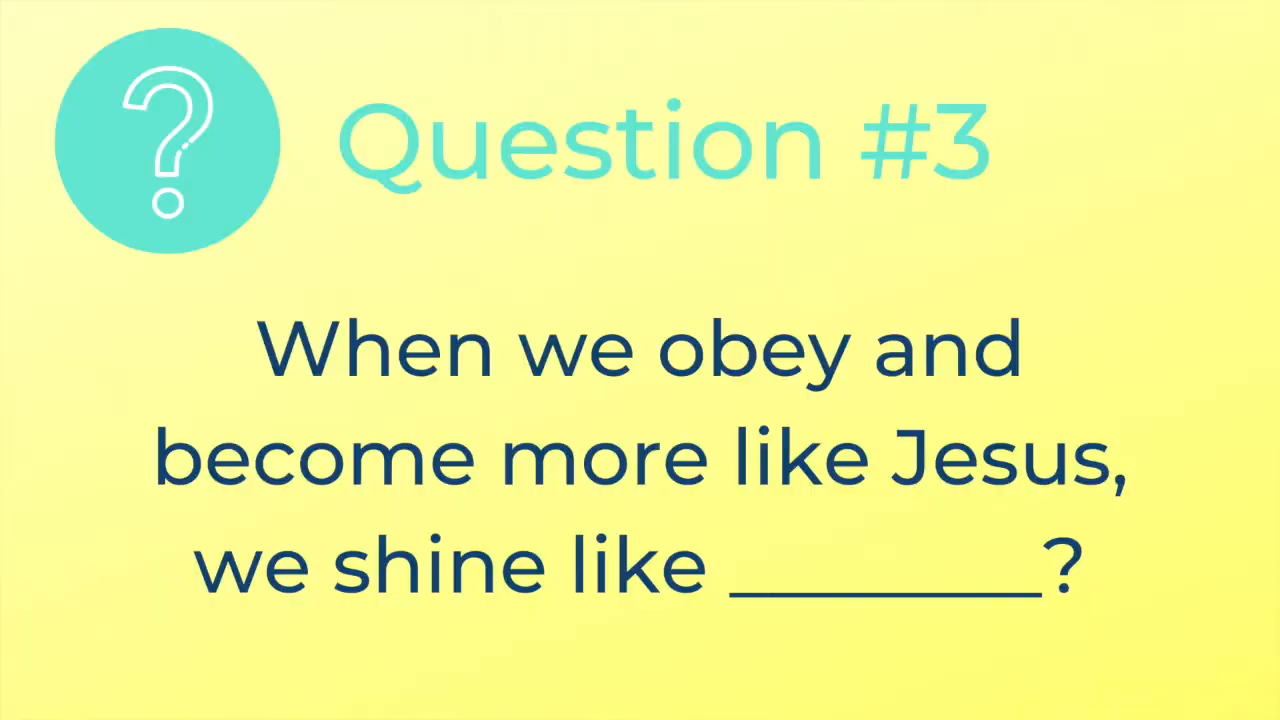 ?
Question #3
When we obey and
become more like Jesus,
we shine like ________?